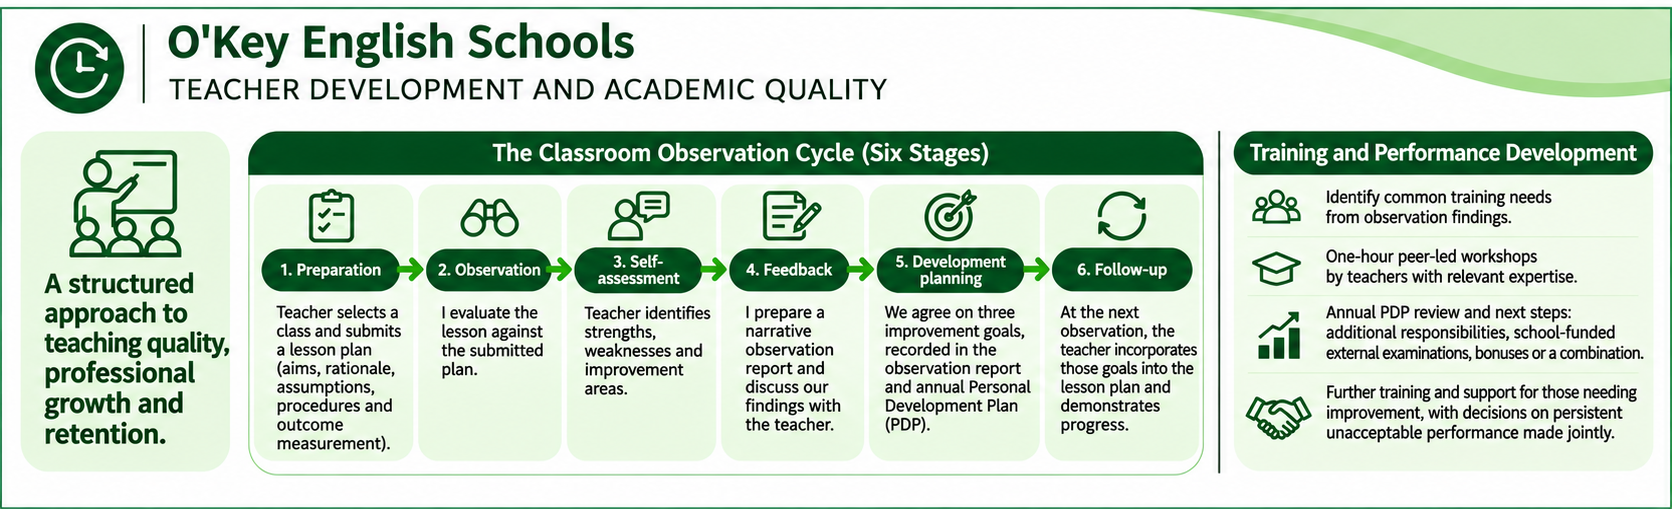 O'Key English Schools
TEACHER DEVELOPMENT AND ACADEMIC QUALITY
A structured
approach to
teaching quality,
professional
growth and
retention.
The Classroom Observation Cycle (Six Stages)
1. Preparation
Teacher selects a
class and submits
a lesson plan
(aims, rationale,
assumptions,
procedures and
outcome
measurement).
2. Observation
I evaluate the
lesson against
the submitted
plan.
3. Self-
assessment
Teacher identifies
strengths,
weaknesses and
improvement
areas.
4. Feedback
I prepare a
narrative
observation
report and
discuss our
findings with
the teacher.
5. Development
planning
We agree on three
improvement goals,
recorded in the
observation report
and annual Personal
Development Plan
(PDP).
6. Follow-up
At the next
observation, the
teacher incorporates
those goals into the
lesson plan and
demonstrates
progress.
Training and Performance Development
Identify common training needs
from observation findings.
One-hour peer-led workshops
by teachers with relevant expertise.
Annual PDP review and next steps:
additional responsibilities, school-funded
external examinations, bonuses or a combination.
Further training and support for those needing
improvement, with decisions on persistent
unacceptable performance made jointly.